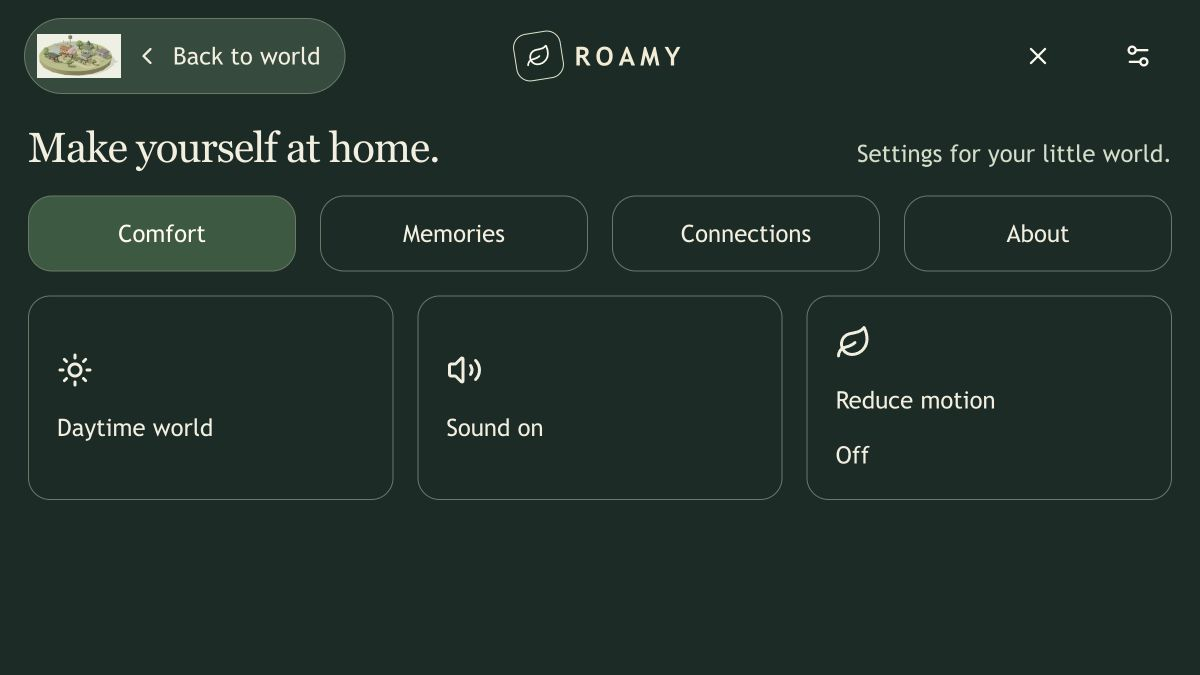 Back to world
ROAMY
Make yourself at home.
Settings for your little world.
Comfort
Memories
Connections
About
Daytime world
Sound on
Reduce motion
Off